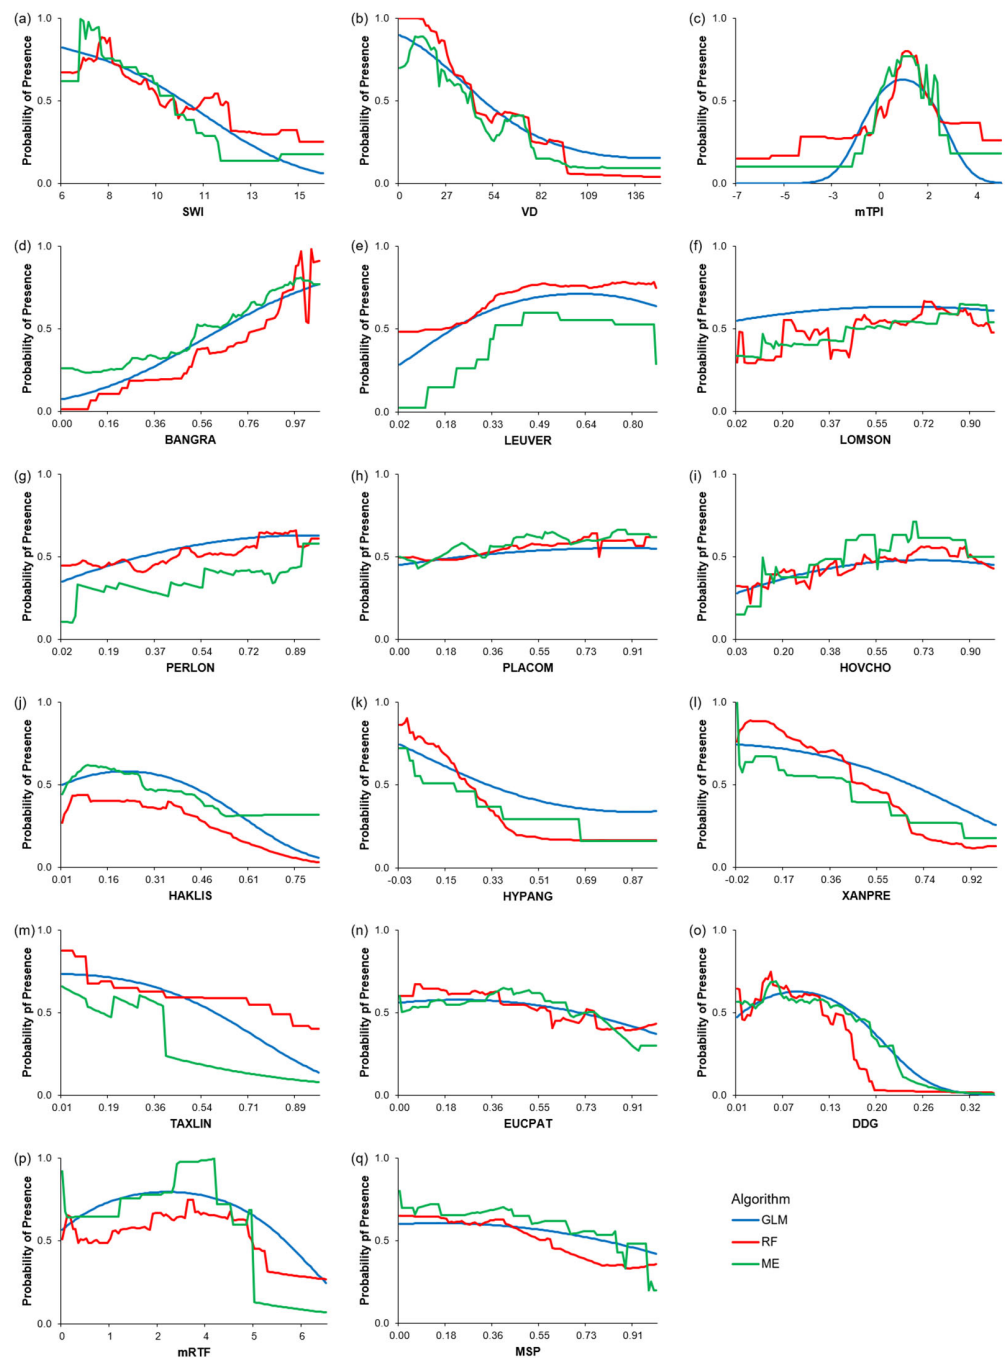 (a) 1.0 0.5 0.0 Probability of Presence 6 8 10 11 13 15 SWI
(b) 1.0 0.5 0.0 Probability of Presence 0 27 54 82 109 136 VD
(c) 1.0 0.5 0.0 Probability of Presence -7 -5 -3 0 2 4 mTPI
(d) 1.0 0.5 0.0 Probability of Presence 0.00 0.16 0.36 0.56 0.76 0.97 BANGRA
(e) 1.0 0.5 0.0 Probability of Presence 0.02 0.17 0.33 0.49 0.64 0.80 LEUVER
(f) 1.0 0.5 0.0 Probability of Presence 0.02 0.20 0.37 0.55 0.72 0.90 LOMSON
(g) 1.0 0.5 0.0 Probability pf Presence 0.02 0.19 0.37 0.54 0.72 0.89 PERLON
(h) 1.0 0.5 0.0 Probability of Presence 0.00 0.18 0.37 0.55 0.73 0.91 PLACOM
(i) 1.0 0.5 0.0 Probability of Presence 0.03 0.20 0.38 0.55 0.73 0.90 HOVCHO
(j) 1.0 0.5 0.0 Probability of Presence 0.01 0.16 0.31 0.46 0.61 0.75 HAKLIS
(k) 1.0 0.5 0.0 Probability of Presence -0.03 0.15 0.33 0.51 0.69 0.87 HYPANG
(l) 1.0 0.5 0.0 Probability of Presence -0.02 0.17 0.36 0.55 0.74 0.92 XANPRE
(m) 1.0 0.5 0.0 Probability pf Presence 0.01 0.19 0.36 0.54 0.71 0.89 TAXLIN
(n) 1.0 0.5 0.0 Probability of Presence 0.00 0.18 0.36 0.55 0.73 0.91 EUCPAT
(o) 1.0 0.5 0.0 Probability of Presence 0.01 0.07 0.13 0.20 0.26 0.32 DDG
(p) 1.0 0.5 0.0 Probability of Presence 0 1 2 4 5 6 mRTF
(q) 1.0 0.5 0.0 Probability of Presence 0.00 0.18 0.36 0.55 0.73 0.91 MSP
Algorithm
GLM
RF
ME